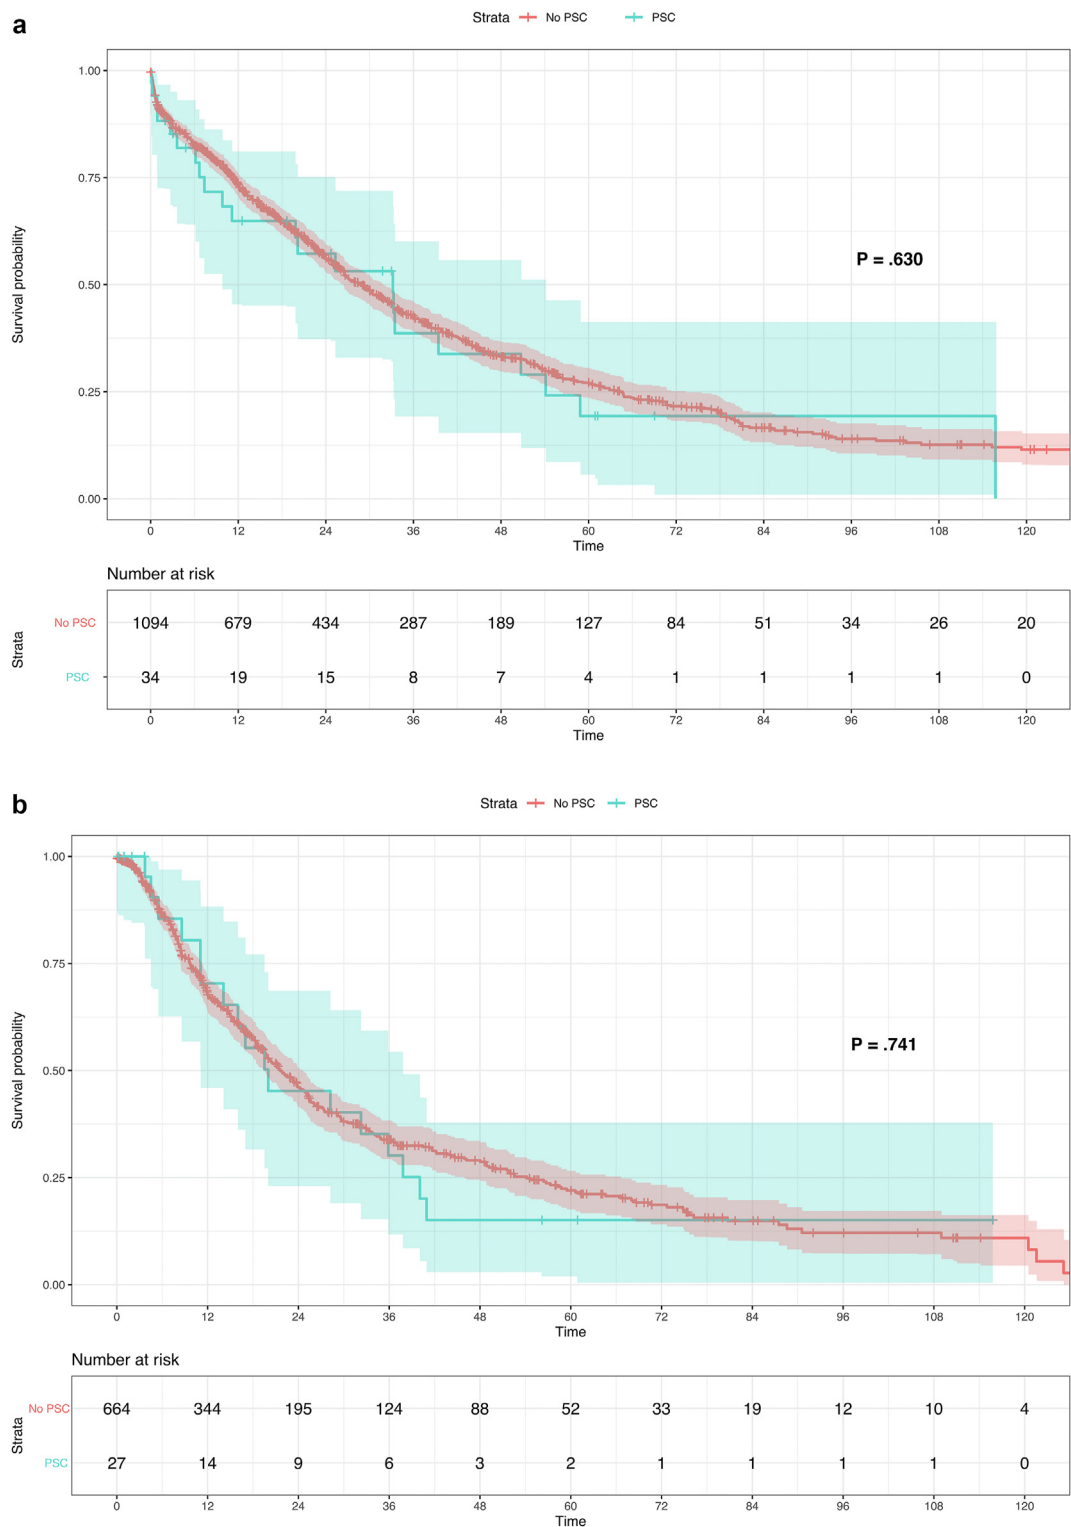 a
Strata No PSC PSC
1.00
0.75
0.50
0.25
0.00
Survival probability
P = .630
0 12 24 36 48 60 72 84 96 108 120
Time
Number at risk
Strata
No PSC 1094 679 434 287 189 127 84 51 34 26 20
PSC 34 19 15 8 7 4 1 1 1 1 0
0 12 24 36 48 60 72 84 96 108 120
Time
b
Strata No PSC PSC
1.00
0.75
0.50
0.25
0.00
Survival probability
P = .741
0 12 24 36 48 60 72 84 96 108 120
Time
Number at risk
Strata
No PSC 664 344 195 124 88 52 33 19 12 10 4
PSC 27 14 9 6 3 2 1 1 1 1 0
0 12 24 36 48 60 72 84 96 108 120
Time